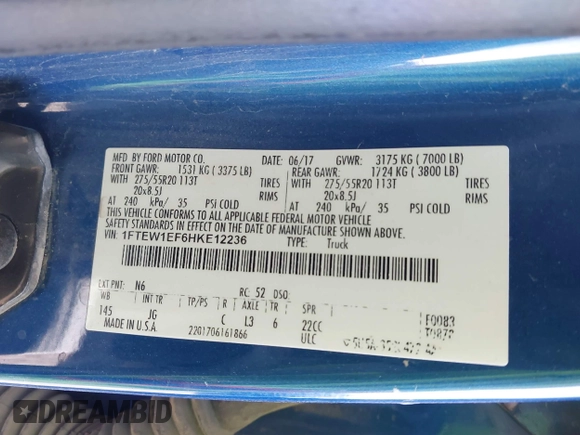 MFD BY FORD MOTOR CO.
DATE: 06/17 GVWR: 3175 KG ( 7000 LB)
FRONT GAWR: 1531 KG ( 3375 LB)
REAR GAWR: 1724 KG ( 3800 LB)
WITH 275/55R20 113T TIRES
WITH 275/55R20 113T TIRES
20x8.5J RIMS
20x8.5J RIMS
AT 240 kPa/ 35 PSI COLD
AT 240 kPa/ 35 PSI COLD
THIS VEHICLE CONFORMS TO ALL APPLICABLE FEDERAL MOTOR VEHICLE
SAFETY STANDARDS IN EFFECT ON THE DATE OF MANUFACTURE SHOWN ABOVE.
VIN: 1FTEW1EF6HKE12236 TYPE: Truck
EXT PNT: N6 RC: 52 DSO:
WB INT TR TP/PS R AXLE TR SPR
145 JG C L3 6 22CC
MADE IN U.S.A. 2201706161866 ULC
DREAMBID